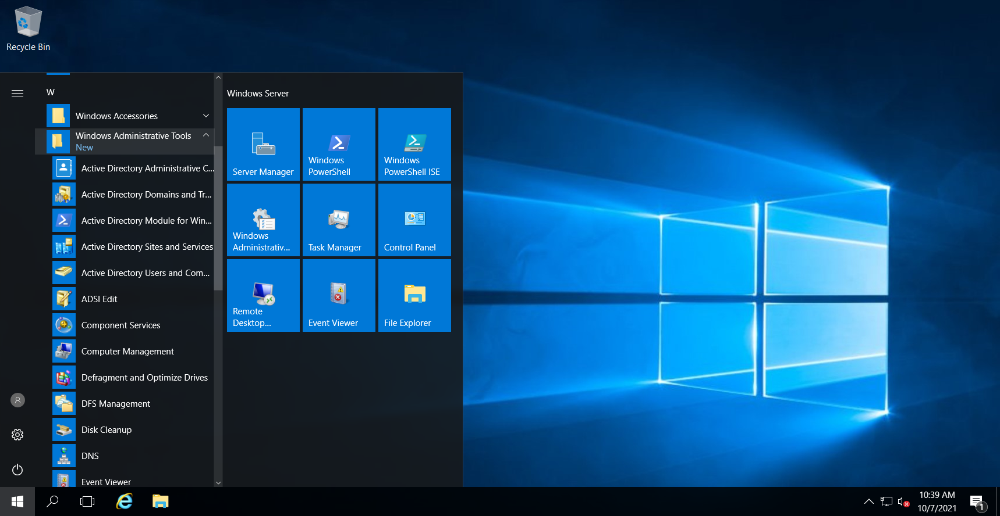 Recycle Bin
W
Windows Accessories
Windows Administrative Tools
New
Active Directory Administrative C...
Active Directory Domains and Tr...
Active Directory Module for Win...
Active Directory Sites and Services
Active Directory Users and Com...
ADSI Edit
Component Services
Computer Management
Defragment and Optimize Drives
DFS Management
Disk Cleanup
DNS
Event Viewer
Windows Server
Server Manager
Windows
PowerShell
Windows
PowerShell ISE
Windows
Administrativ...
Task Manager
Control Panel
Remote
Desktop...
Event Viewer
File Explorer
10:39 AM
10/7/2021
1